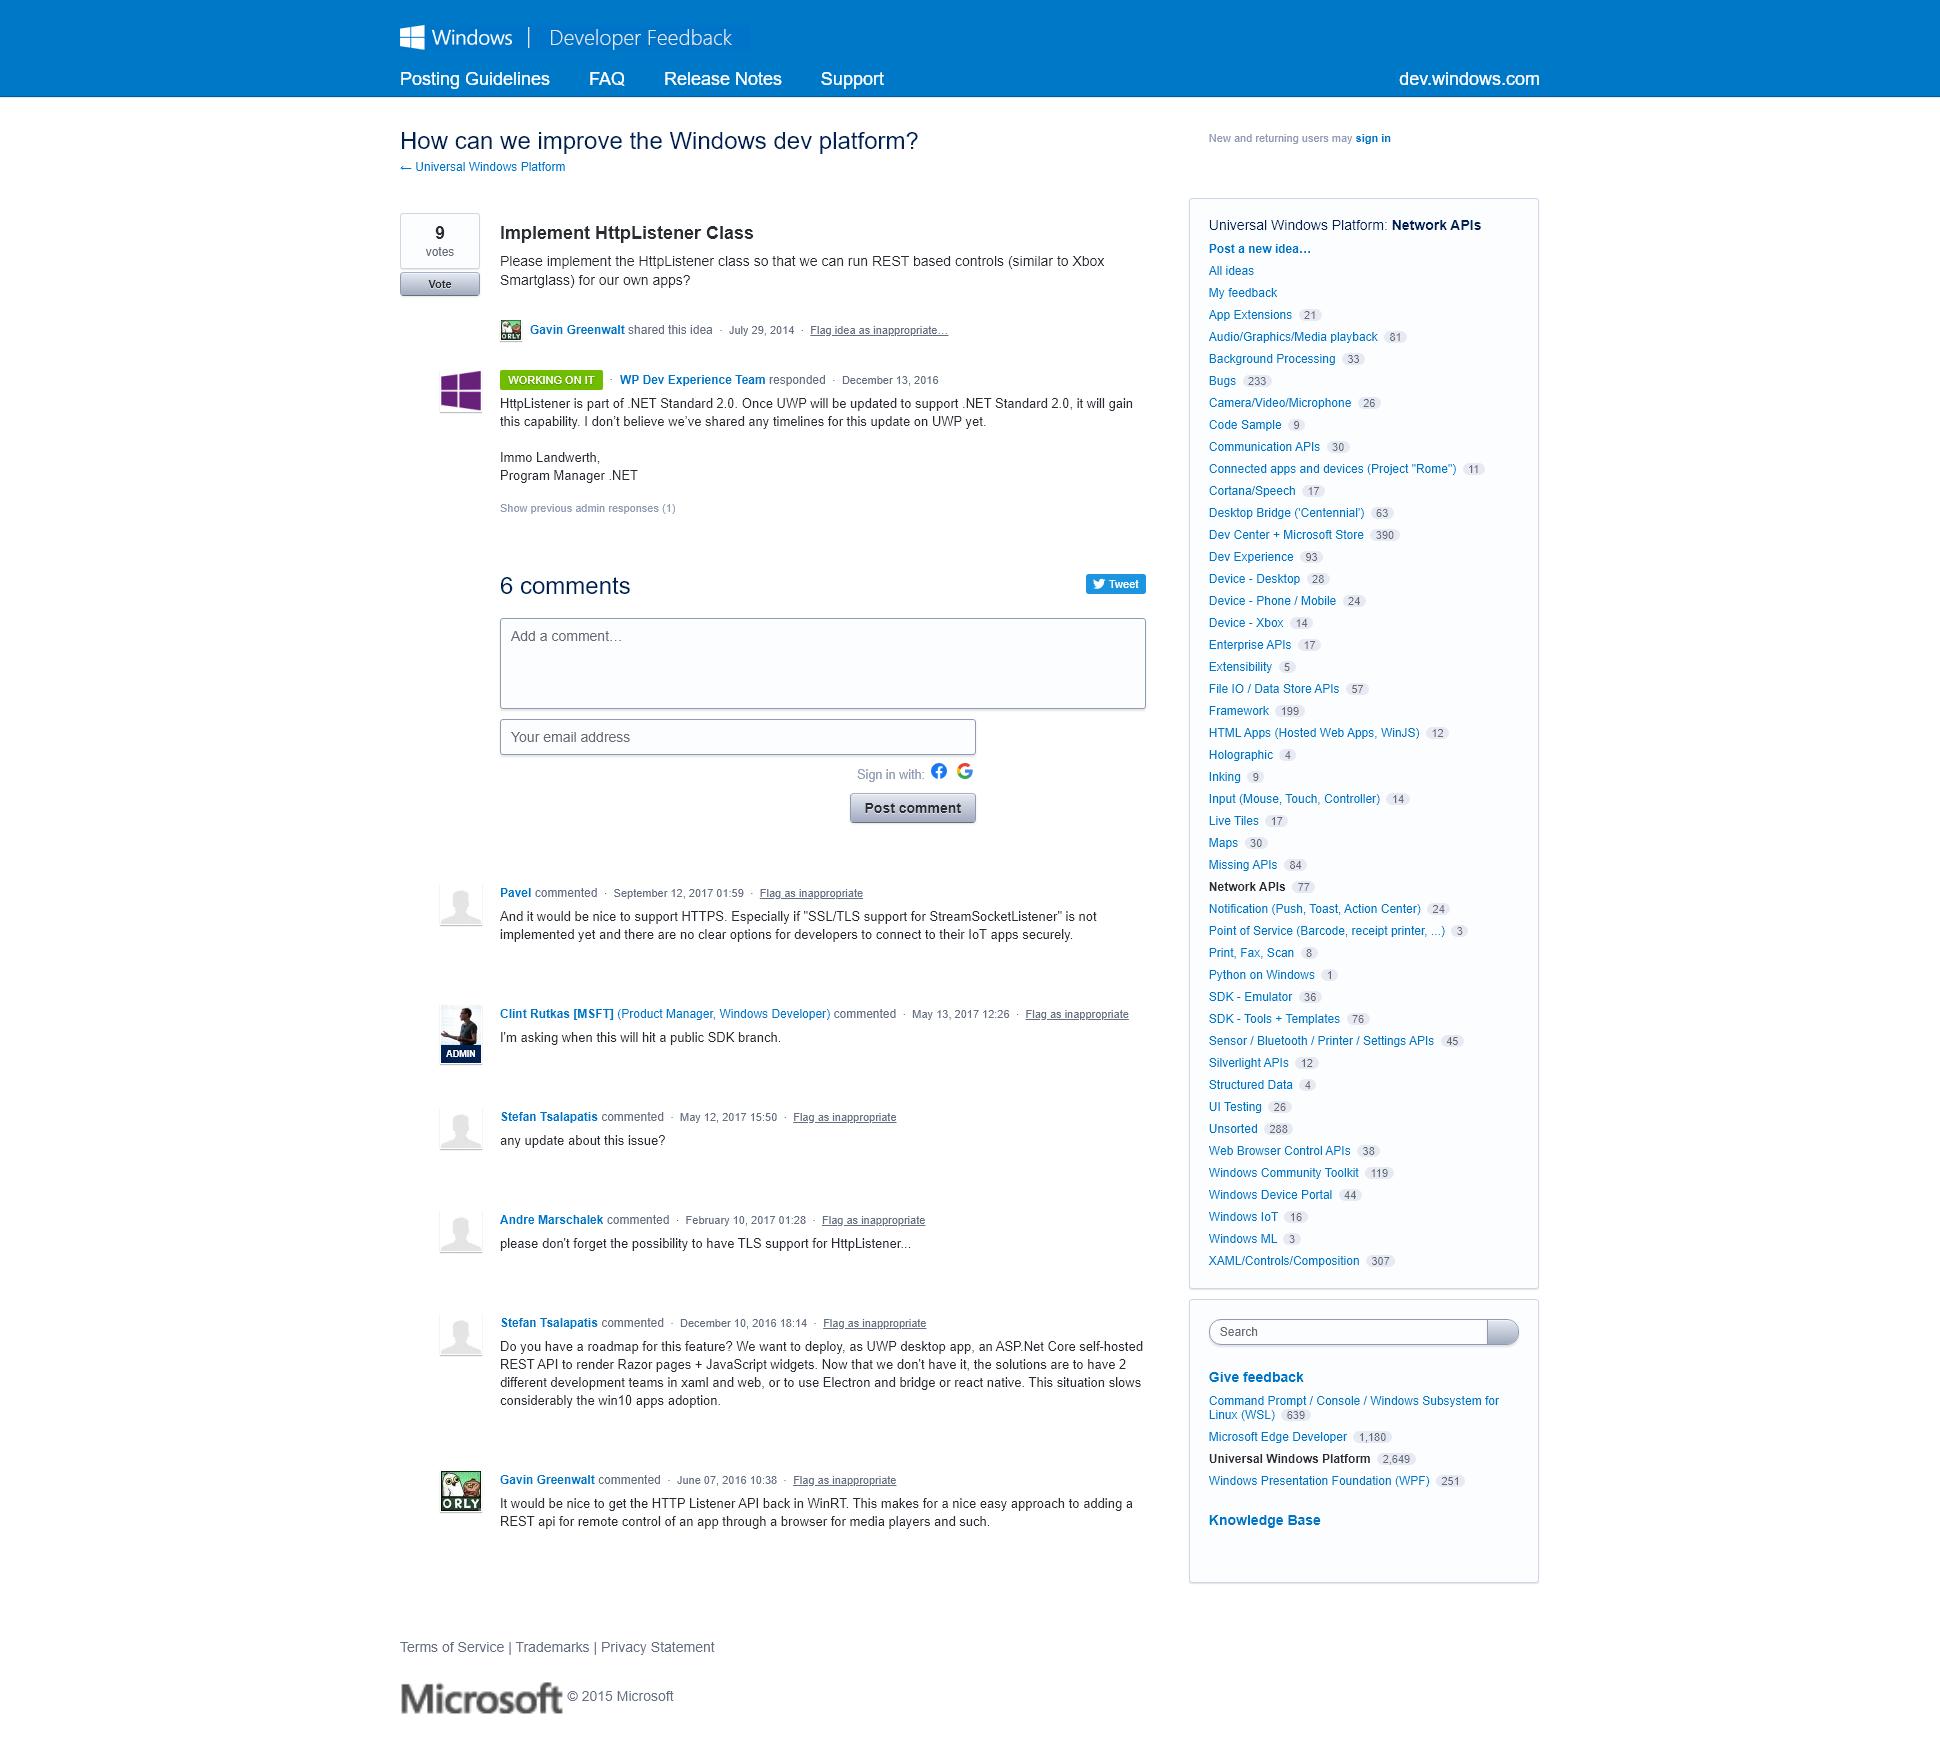 Windows | Developer Feedback
Posting Guidelines FAQ Release Notes Support dev.windows.com
How can we improve the Windows dev platform?
← Universal Windows Platform
New and returning users may sign in
9
votes
Vote
Implement HttpListener Class
Please implement the HttpListener class so that we can run REST based controls (similar to Xbox
Smartglass) for our own apps?
ORLY
Gavin Greenwalt shared this idea · July 29, 2014 · Flag idea as inappropriate…
WORKING ON IT · WP Dev Experience Team responded · December 13, 2016
HttpListener is part of .NET Standard 2.0. Once UWP will be updated to support .NET Standard 2.0, it will gain
this capability. I don’t believe we’ve shared any timelines for this update on UWP yet.
Immo Landwerth,
Program Manager .NET
Show previous admin responses (1)
6 comments
Tweet
Add a comment…
Your email address
Sign in with:
Post comment
Pavel commented · September 12, 2017 01:59 · Flag as inappropriate
And it would be nice to support HTTPS. Especially if "SSL/TLS support for StreamSocketListener" is not
implemented yet and there are no clear options for developers to connect to their IoT apps securely.
Clint Rutkas [MSFT] (Product Manager, Windows Developer) commented · May 13, 2017 12:26 · Flag as inappropriate
I’m asking when this will hit a public SDK branch.
ADMIN
Stefan Tsalapatis commented · May 12, 2017 15:50 · Flag as inappropriate
any update about this issue?
Andre Marschalek commented · February 10, 2017 01:28 · Flag as inappropriate
please don’t forget the possibility to have TLS support for HttpListener...
Stefan Tsalapatis commented · December 10, 2016 18:14 · Flag as inappropriate
Do you have a roadmap for this feature? We want to deploy, as UWP desktop app, an ASP.Net Core self-hosted
REST API to render Razor pages + JavaScript widgets. Now that we don’t have it, the solutions are to have 2
different development teams in xaml and web, or to use Electron and bridge or react native. This situation slows
considerably the win10 apps adoption.
Gavin Greenwalt commented · June 07, 2016 10:38 · Flag as inappropriate
ORLY
It would be nice to get the HTTP Listener API back in WinRT. This makes for a nice easy approach to adding a
REST api for remote control of an app through a browser for media players and such.
Universal Windows Platform: Network APIs
Post a new idea…
All ideas
My feedback
App Extensions 21
Audio/Graphics/Media playback 81
Background Processing 33
Bugs 233
Camera/Video/Microphone 26
Code Sample 9
Communication APIs 30
Connected apps and devices (Project "Rome") 11
Cortana/Speech 17
Desktop Bridge ('Centennial') 63
Dev Center + Microsoft Store 390
Dev Experience 93
Device - Desktop 28
Device - Phone / Mobile 24
Device - Xbox 14
Enterprise APIs 17
Extensibility 5
File IO / Data Store APIs 57
Framework 199
HTML Apps (Hosted Web Apps, WinJS) 12
Holographic 4
Inking 9
Input (Mouse, Touch, Controller) 14
Live Tiles 17
Maps 30
Missing APIs 84
Network APIs 77
Notification (Push, Toast, Action Center) 24
Point of Service (Barcode, receipt printer, ...) 3
Print, Fax, Scan 8
Python on Windows 1
SDK - Emulator 36
SDK - Tools + Templates 76
Sensor / Bluetooth / Printer / Settings APIs 45
Silverlight APIs 12
Structured Data 4
UI Testing 26
Unsorted 288
Web Browser Control APIs 38
Windows Community Toolkit 119
Windows Device Portal 44
Windows IoT 16
Windows ML 3
XAML/Controls/Composition 307
Search
Give feedback
Command Prompt / Console / Windows Subsystem for
Linux (WSL) 639
Microsoft Edge Developer 1,180
Universal Windows Platform 2,649
Windows Presentation Foundation (WPF) 251
Knowledge Base
Terms of Service | Trademarks | Privacy Statement
Microsoft © 2015 Microsoft